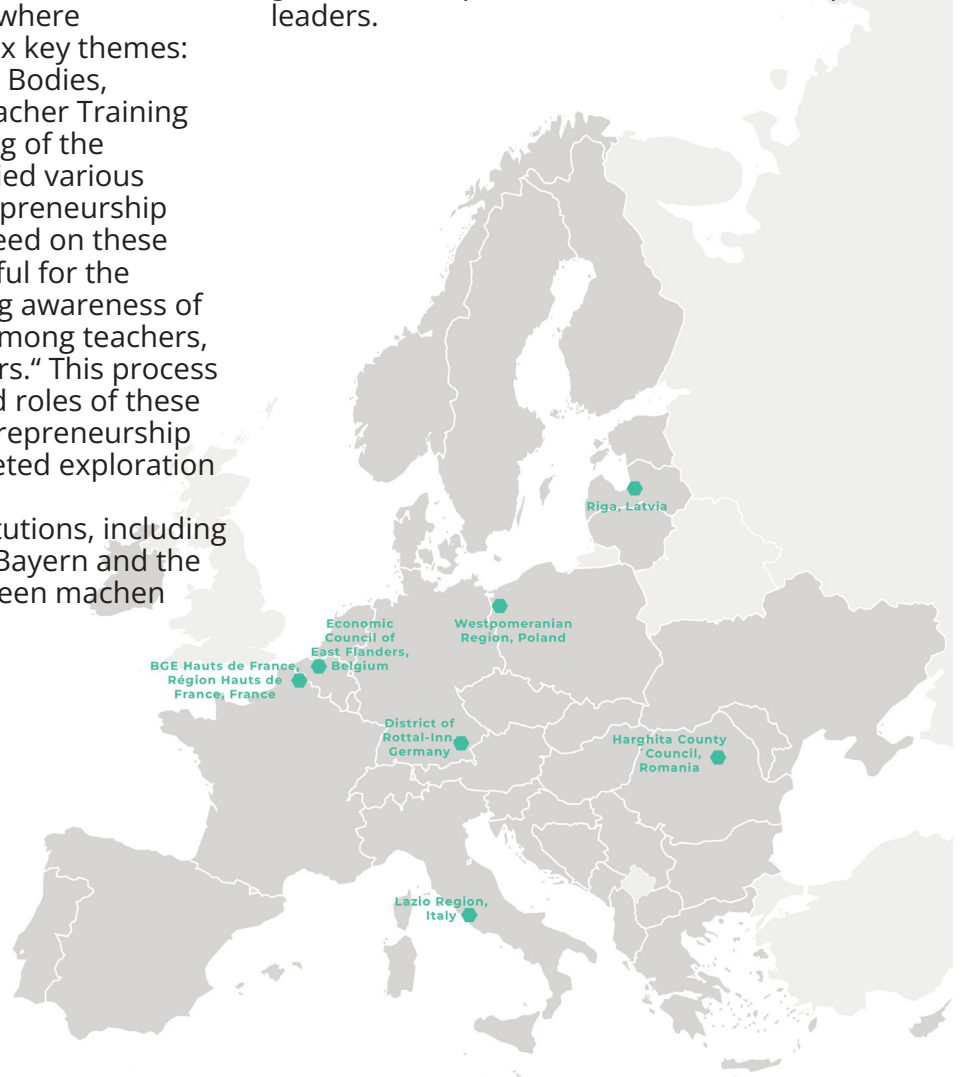 where
x key themes:
Bodies,
acher Training
g of the
ied various
epreneurship
eed on these
ful for the
g awareness of
among teachers,
rs.“ This process
d roles of these
repreneurship
eted exploration
tutions, including
Bayern and the
een machen
leaders.
Riga, Latvia
Economic
Council of
East Flanders,
Belgium
Westpomeranian
Region, Poland
BGE Hauts de France,
Région Hauts de
France, France
District of
Rottal-Inn,
Germany
Harghita County
Council,
Romania
Lazio Region,
Italy